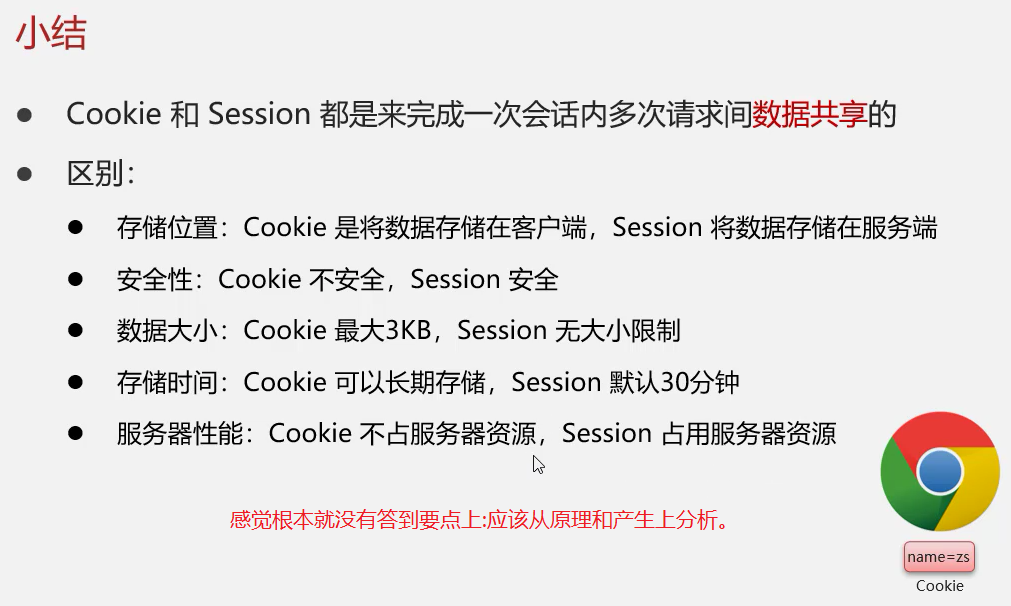 小结
Cookie 和 Session 都是来完成一次会话内多次请求间数据共享的
区别：
存储位置：Cookie 是将数据存储在客户端，Session 将数据存储在服务端
安全性：Cookie 不安全，Session 安全
数据大小：Cookie 最大3KB，Session 无大小限制
存储时间：Cookie 可以长期存储，Session 默认30分钟
服务器性能：Cookie 不占服务器资源，Session 占用服务器资源
感觉根本就没有答到要点上:应该从原理和产生上分析。
name=zs
Cookie